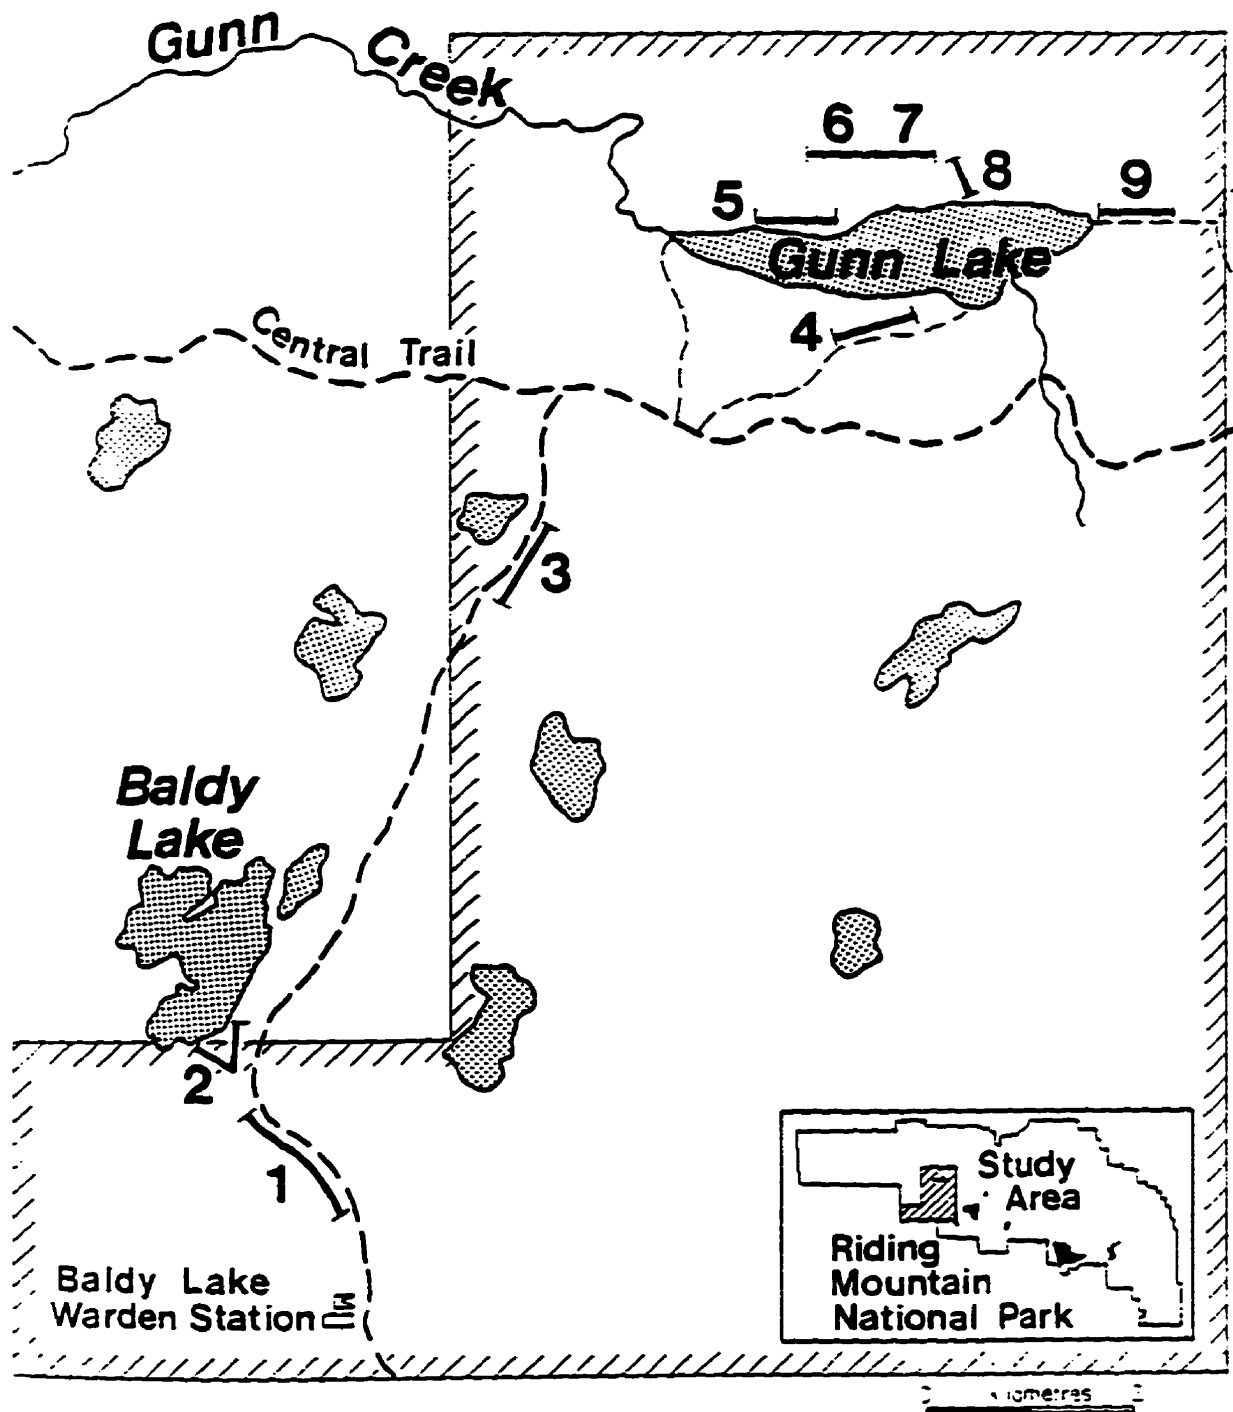 Gunn Creek
6 7
8
9
5
Gunn Lake
4
Central Trail
3
Baldy
Lake
2
1
Study
Area
Riding
Mountain
National Park
Baldy Lake
Warden Station